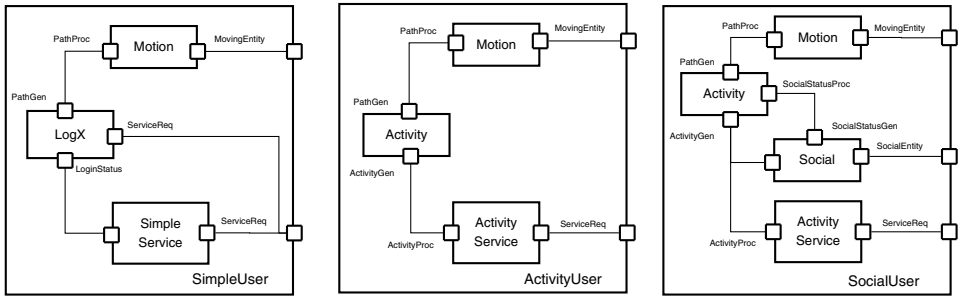 PathProc
Motion
MovingEntity
PathGen
LogX
ServiceReq
LoginStatus
Simple
Service
ServiceReq
SimpleUser
PathProc
Motion
MovingEntity
PathGen
Activity
ActivityGen
Activity
Service
ServiceReq
ActivityProc
ActivityUser
PathProc
Motion
MovingEntity
PathGen
Activity
SocialStatusProc
ActivityGen
SocialStatusGen
Social
SocialEntity
Activity
Service
ServiceReq
ActivityProc
SocialUser